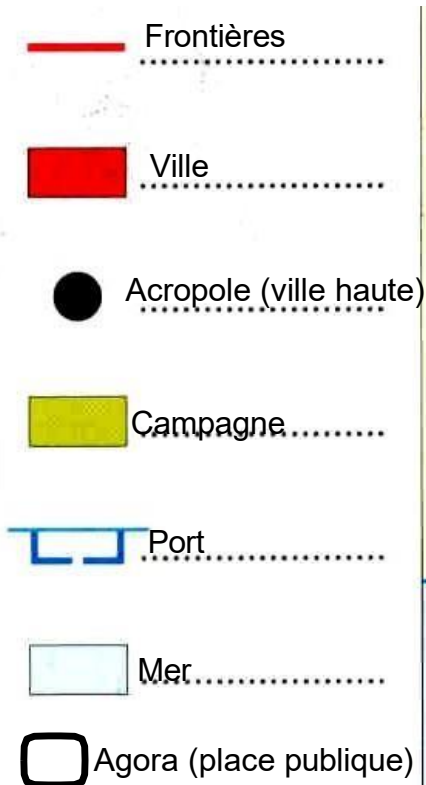 Frontières
Ville
Acropole (ville haute)
Campagne
Port
Mer
Agora (place publique)